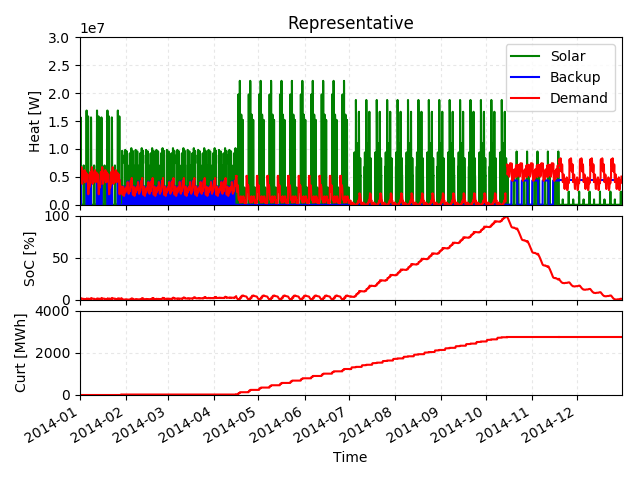 Representative
1e7
Heat [W]
3.0
2.5
2.0
1.5
1.0
0.5
0.0
Solar
Backup
Demand
SoC [%]
100
50
0
Curt [MWh]
4000
2000
0
2014-01
2014-02
2014-03
2014-04
2014-05
2014-06
2014-07
2014-08
2014-09
2014-10
2014-11
2014-12
Time